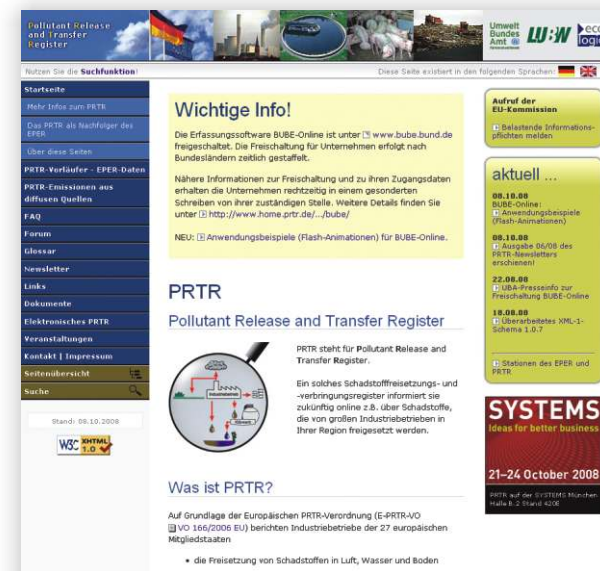 Pollutant Release
and Transfer
Register
Umwelt
Bundes
Amt
LUBW
eco
logic
Nutzen Sie die Suchfunktion!
Diese Seite existiert in den folgenden Sprachen:
Startseite
Mehr Infos zum PRTR
Das PRTR als Nachfolger des
EPER
Über diese Seiten
PRTR-Vorläufer - EPER-Daten
PRTR-Emissionen aus
diffusen Quellen
FAQ
Forum
Glossar
Newsletter
Links
Dokumente
Elektronisches PRTR
Veranstaltungen
Kontakt | Impressum
Seitenübersicht
Suche
Stand: 08.10.2008
W3C XHTML
1.0
Wichtige Info!
Die Erfassungssoftware BUBE-Online ist unter www.bube.bund.de
freigeschaltet. Die Freischaltung für Unternehmen erfolgt nach
Bundesländern zeitlich gestaffelt.
Nähere Informationen zur Freischaltung und zu ihren Zugangsdaten
erhalten die Unternehmen rechtzeitig in einem gesonderten
Schreiben von ihrer zuständigen Stelle. Weitere Details finden Sie
unter http://www.home.prtr.de/.../bube/
NEU: Anwendungsbeispiele (Flash-Animationen) für BUBE-Online.
PRTR
Pollutant Release and Transfer Register
Industriebetrieb
Klärwerk
PRTR steht für Pollutant Release and
Transfer Register.
Ein solches Schadstofffreisetzungs- und
-verbringungsregister informiert sie
zukünftig online z.B. über Schadstoffe,
die von großen Industriebetrieben in
Ihrer Region freigesetzt werden.
Was ist PRTR?
Auf Grundlage der Europäischen PRTR-Verordnung (E-PRTR-VO
VO 166/2006 EU) berichten Industriebetriebe der 27 europäischen
Mitgliedstaaten
• die Freisetzung von Schadstoffen in Luft, Wasser und Boden
Aufruf der
EU-Kommission
Belastende Informations-
pflichten melden
aktuell ...
08.10.08
BUBE-Online:
Anwendungsbeispiele
(Flash-Animationen)
08.10.08
Ausgabe 06/08 des
PRTR-Newsletters
erschienen!
22.08.08
UBA-Presseinfo zur
Freischaltung BUBE-Online
18.08.08
Überarbeitetes XML-1-
Schema 1.0.7
Stationen des EPER und
PRTR
SYSTEMS
Ideas for better business
21–24 October 2008
PRTR auf der SYSTEMS München
Halle B.2 Stand 420E